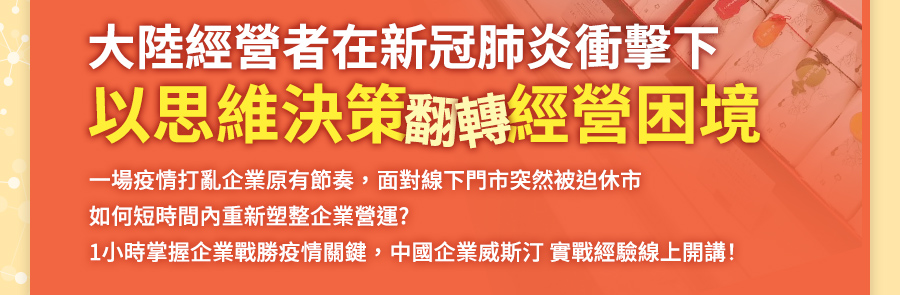 大陸經營者在新冠肺炎衝擊下
以思維決策翻轉經營困境
一場疫情打亂企業原有節奏，面對線下門市突然被迫休市
如何短時間內重新塑整企業營運?
1小時掌握企業戰勝疫情關鍵，中國企業威斯汀 實戰經驗線上開講!